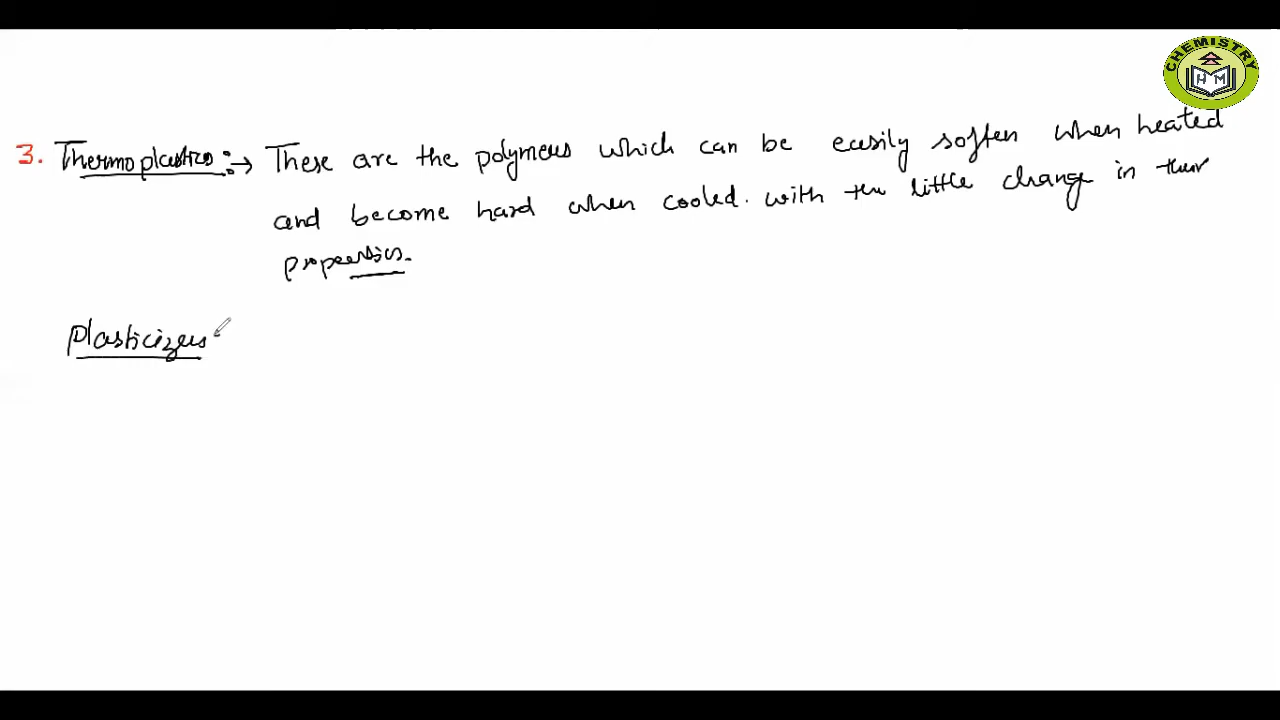 CHEMISTRY
H M
3. Thermoplastics :→ These are the polymers which can be easily soften when heated
and become hard when cooled. with the little change in their
properties.
Plasticizers